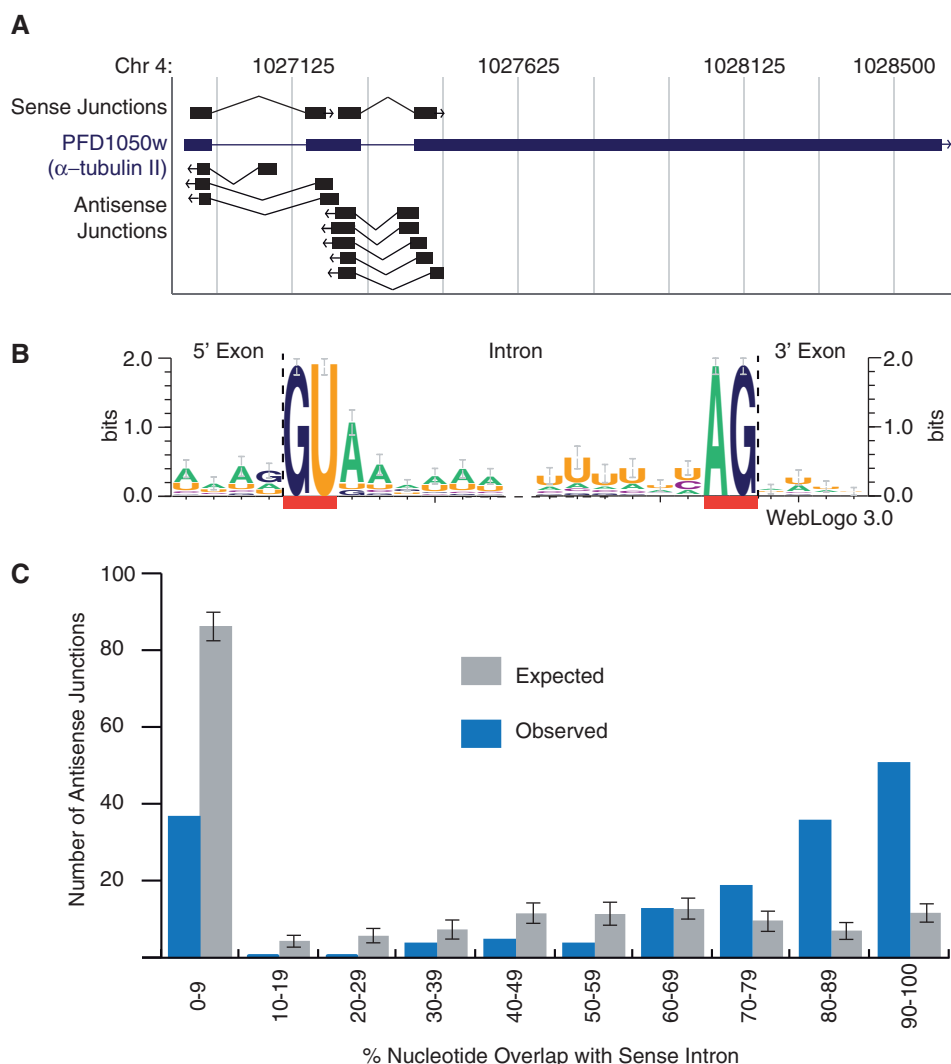 A
Chr 4: 1027125 1027625 1028125 1028500
Sense Junctions
PFD1050w
(α–tubulin II)
Antisense
Junctions
B
5' Exon Intron 3' Exon
2.0 2.0
bits 1.0 1.0 bits
0.0 0.0
A A A G G U A A A A A A U U U U U U A G U
WebLogo 3.0
C
Number of Antisense Junctions
100
80
60
40
20
Expected
Observed
0-9 10-19 20-29 30-39 40-49 50-59 60-69 70-79 80-89 90-100
% Nucleotide Overlap with Sense Intron